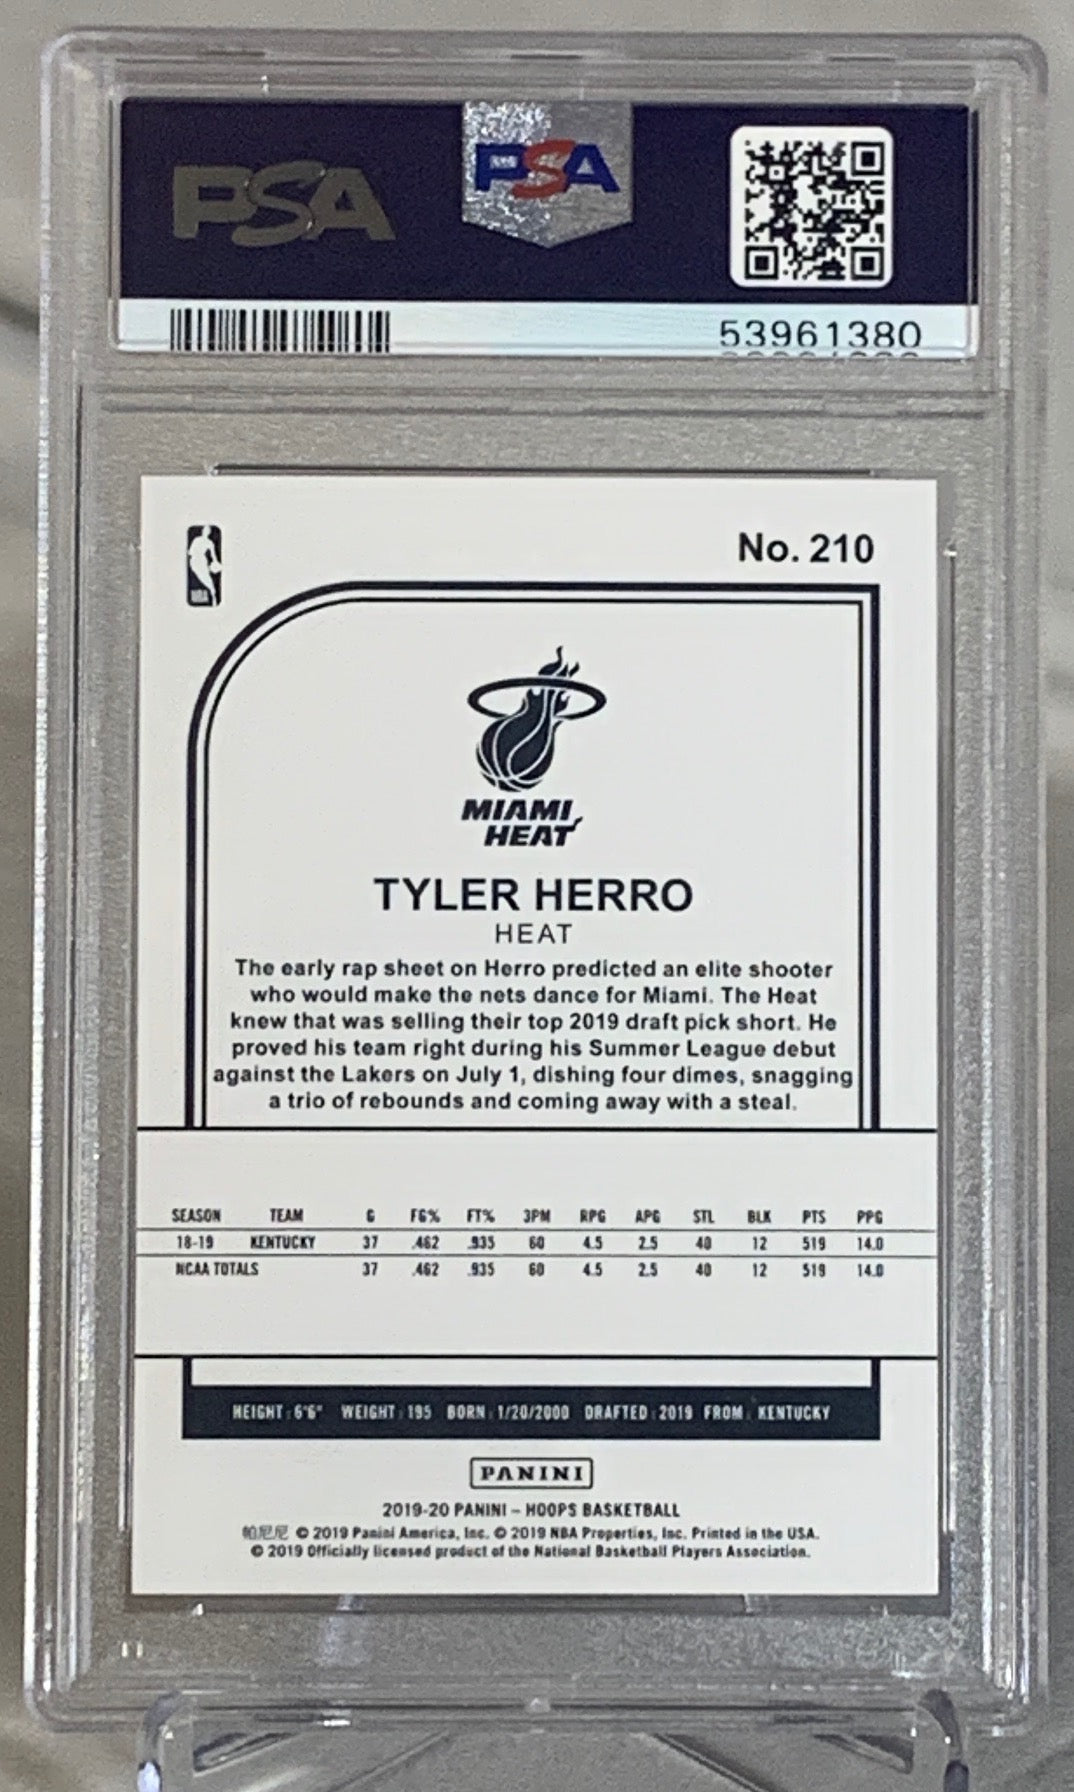 PSA
PSA
53961380
No. 210
NBA
MIAMI
HEAT
TYLER HERRO
HEAT
The early rap sheet on Herro predicted an elite shooter
who would make the nets dance for Miami. The Heat
knew that was selling their top 2019 draft pick short. He
proved his team right during his Summer League debut
against the Lakers on July 1, dishing four dimes, snagging
a trio of rebounds and coming away with a steal.
SEASON TEAM G FG% FT% 3PM RPG APG STL BLK PTS PPG
18-19 KENTUCKY 37 .462 .935 60 4.5 2.5 40 12 519 14.0
NCAA TOTALS 37 .462 .935 60 4.5 2.5 40 12 519 14.0
HEIGHT: 6'6" WEIGHT: 195 BORN: 1/20/2000 DRAFTED: 2019 FROM: KENTUCKY
PANINI
2019-20 PANINI – HOOPS BASKETBALL
帕尼尼 © 2019 Panini America, Inc. © 2019 NBA Properties, Inc. Printed in the USA.
© 2019 Officially licensed product of the National Basketball Players Association.